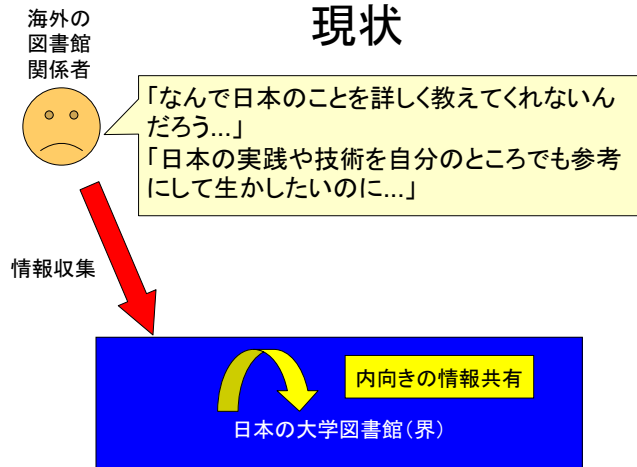 現状
海外の
図書館
関係者
「なんで日本のことを詳しく教えてくれないん
だろう...」
「日本の実践や技術を自分のところでも参考
にして生かしたいのに...」
情報収集
内向きの情報共有
日本の大学図書館（界）